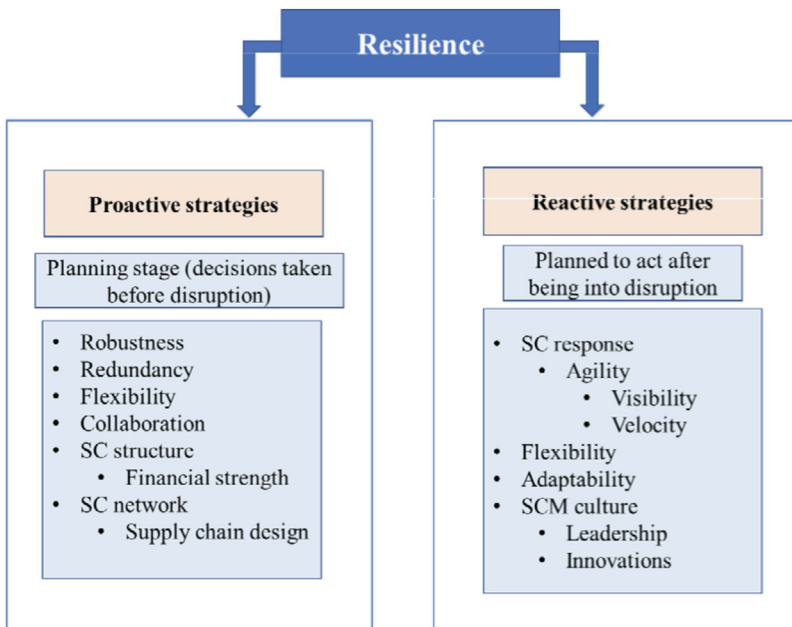 Resilience
Proactive strategies
Planning stage (decisions taken
before disruption)
• Robustness
• Redundancy
• Flexibility
• Collaboration
• SC structure
• Financial strength
• SC network
• Supply chain design
Reactive strategies
Planned to act after
being into disruption
• SC response
• Agility
• Visibility
• Velocity
• Flexibility
• Adaptability
• SCM culture
• Leadership
• Innovations